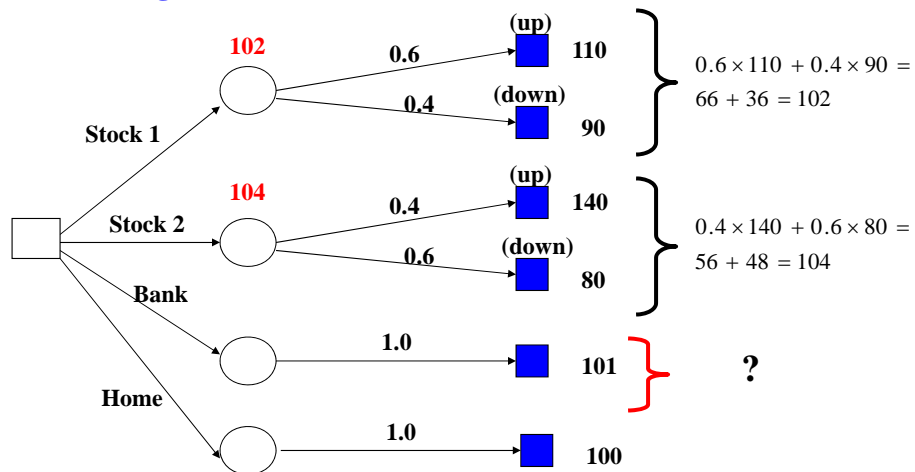 (up)
102
0.6
110
0.6 × 110 + 0.4 × 90 =
66 + 36 = 102
0.4
(down)
90
Stock 1
(up)
104
0.4
140
Stock 2
0.4 × 140 + 0.6 × 80 =
56 + 48 = 104
0.6
(down)
80
Bank
1.0
101
?
Home
1.0
100